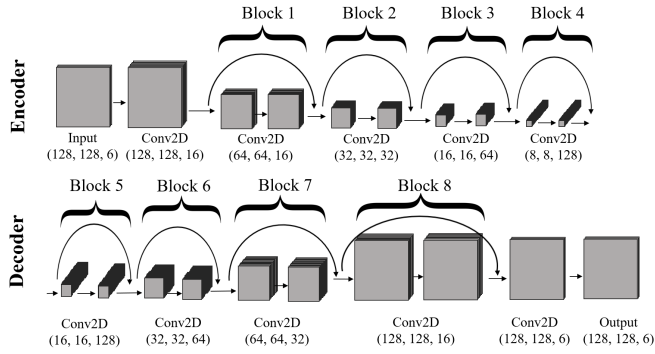 Block 1 Block 2 Block 3 Block 4
Encoder
Input Conv2D Conv2D Conv2D Conv2D Conv2D
(128, 128, 6) (128, 128, 16) (64, 64, 16) (32, 32, 32) (16, 16, 64) (8, 8, 128)
Block 5 Block 6 Block 7 Block 8
Decoder
Conv2D Conv2D Conv2D Conv2D Conv2D Output
(16, 16, 128) (32, 32, 64) (64, 64, 32) (128, 128, 16) (128, 128, 6) (128, 128, 6)